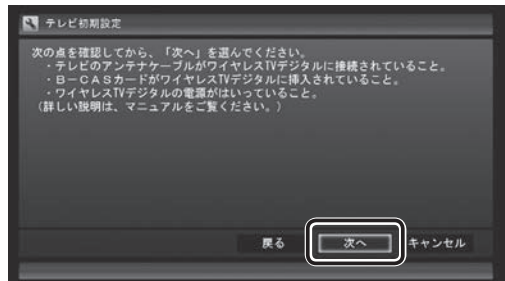 テレビ初期設定
次の点を確認してから、「次へ」を選んでください。
・テレビのアンテナケーブルがワイヤレスTVデジタルに接続されていること。
・B－CASカードがワイヤレスTVデジタルに挿入されていること。
・ワイヤレスTVデジタルの電源がはいっていること。
（詳しい説明は、マニュアルをご覧ください。）
戻る 次へ キャンセル